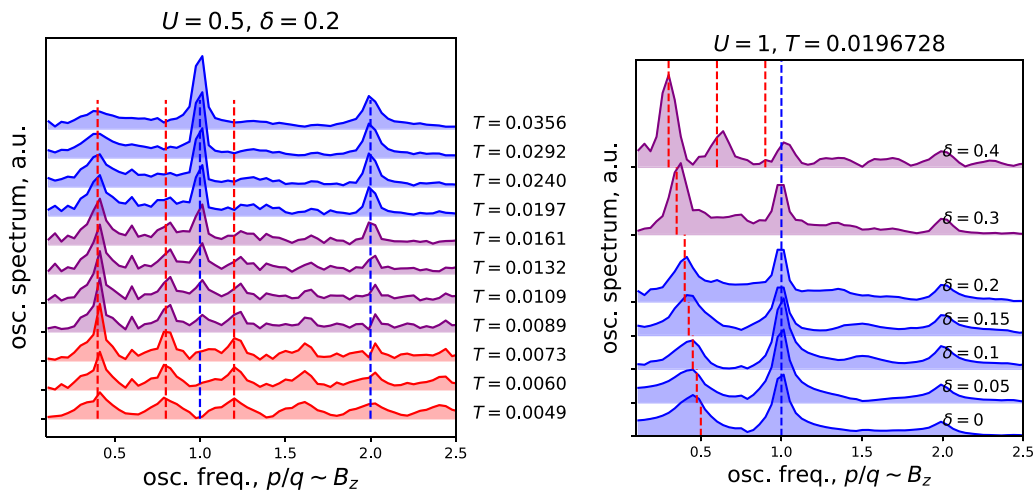 U = 0.5, δ = 0.2
osc. spectrum, a.u.
T = 0.0356
T = 0.0292
T = 0.0240
T = 0.0197
T = 0.0161
T = 0.0132
T = 0.0109
T = 0.0089
T = 0.0073
T = 0.0060
T = 0.0049
0.5 1.0 1.5 2.0 2.5
osc. freq., p/q ~ B_z
U = 1, T = 0.0196728
osc. spectrum, a.u.
δ = 0.4
δ = 0.3
δ = 0.2
δ = 0.15
δ = 0.1
δ = 0.05
δ = 0
0.5 1.0 1.5 2.0 2.5
osc. freq., p/q ~ B_z